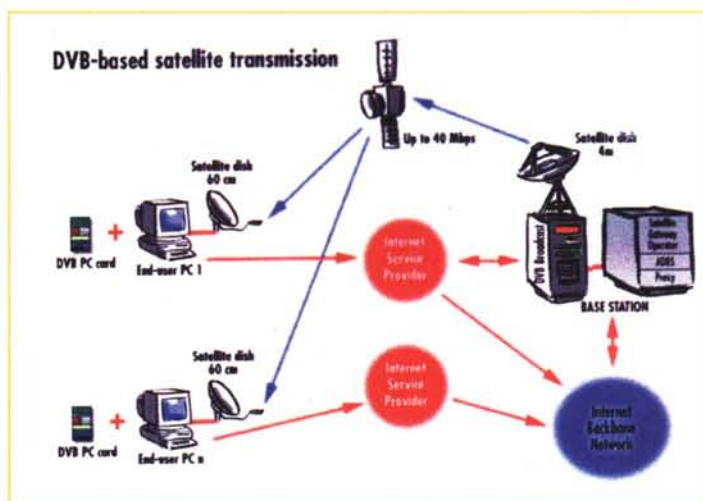 DVB-based satellite transmission
Up to 40 Mbps
Satellite disk
4m
Satellite disk
60 cm
DVB PC card
+
End-user PC 1
Internet
Service
Provider
DVB Broadcast
Satellite
Gateway
Operator
Proxy
BASE STATION
Satellite disk
60 cm
DVB PC card
+
End-user PC n
Internet
Service
Provider
Internet
Backbone
Network